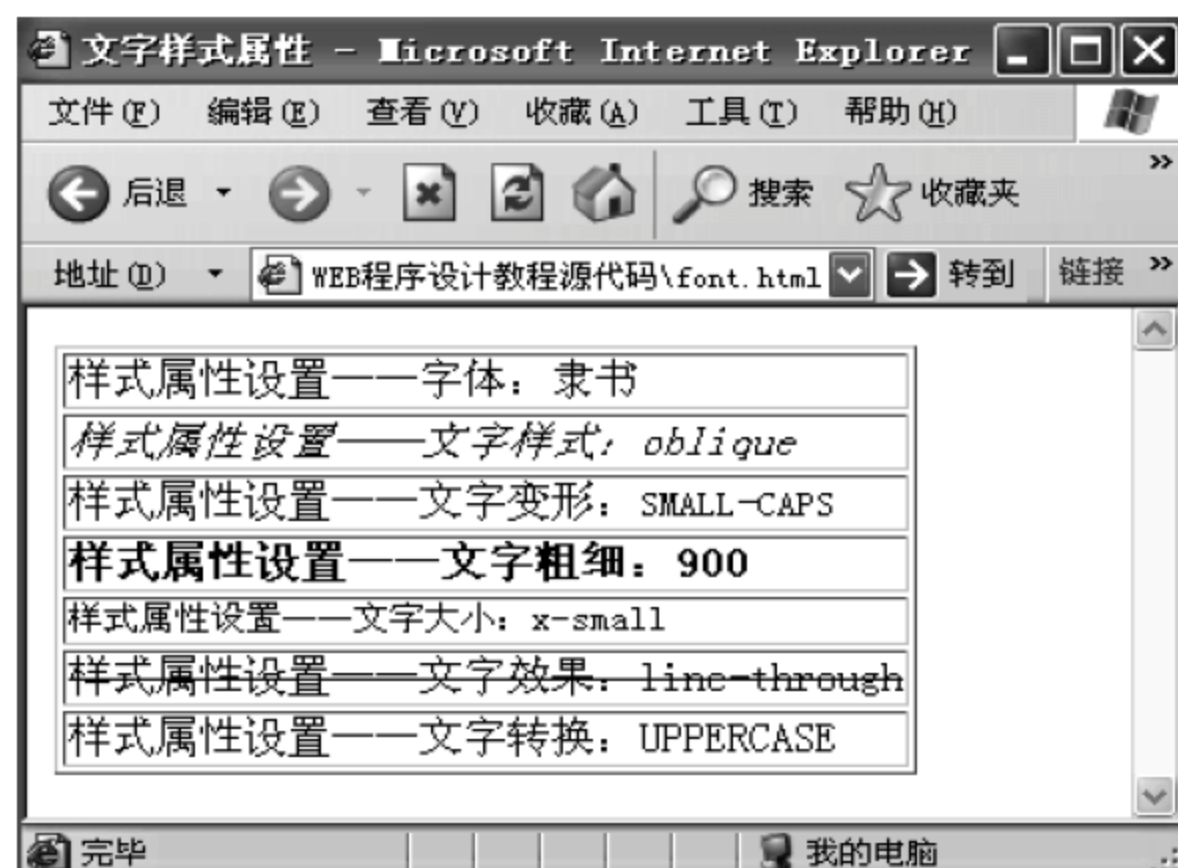 文字样式属性 - Microsoft Internet Explorer
文件(F) 编辑(E) 查看(V) 收藏(A) 工具(T) 帮助(H)
后退 搜索 收藏夹 »
地址(D) WEB程序设计教程源代码\font.html 转到 链接 »
样式属性设置——字体：隶书
样式属性设置——文字样式：oblique
样式属性设置——文字变形：SMALL-CAPS
样式属性设置——文字粗细：900
样式属性设置——文字大小：x-small
样式属性设置——文字效果：line-through
样式属性设置——文字转换：UPPERCASE
完毕 我的电脑